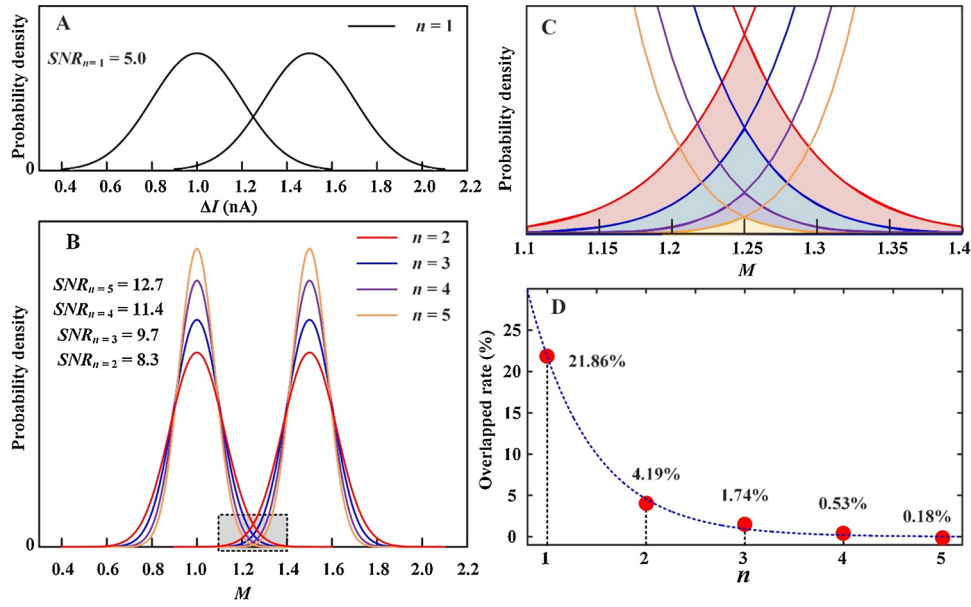 A
n = 1
SNRn=1 = 5.0
Probability density
0
0.4 0.6 0.8 1.0 1.2 1.4 1.6 1.8 2.0 2.2
ΔI (nA)
B
n = 2
n = 3
n = 4
n = 5
SNRn=5 = 12.7
SNRn=4 = 11.4
SNRn=3 = 9.7
SNRn=2 = 8.3
Probability density
0
0.4 0.6 0.8 1.0 1.2 1.4 1.6 1.8 2.0 2.2
M
C
Probability density
1.1 1.15 1.2 1.25 1.3 1.35 1.4
M
D
Overlapped rate (%)
25
20
15
10
5
0
21.86%
4.19%
1.74%
0.53%
0.18%
1 2 3 4 5
n